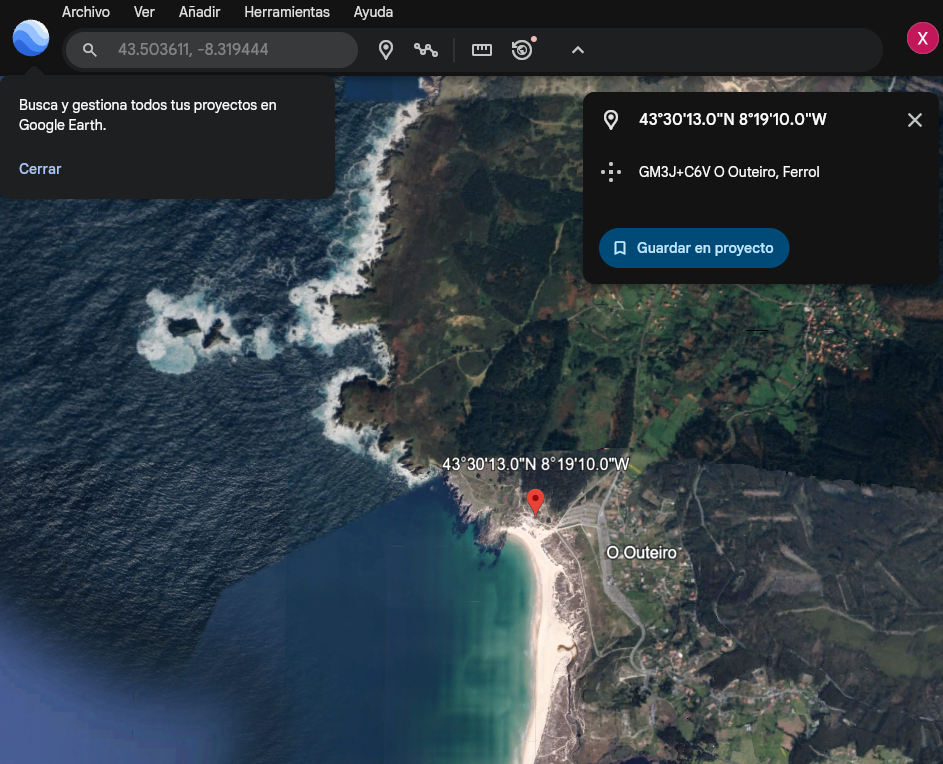 Archivo Ver Añadir Herramientas Ayuda
43.503611, -8.319444
X
Busca y gestiona todos tus proyectos en
Google Earth.
Cerrar
43°30'13.0"N 8°19'10.0"W
GM3J+C6V O Outeiro, Ferrol
Guardar en proyecto
43°30'13.0"N 8°19'10.0"W
O Outeiro